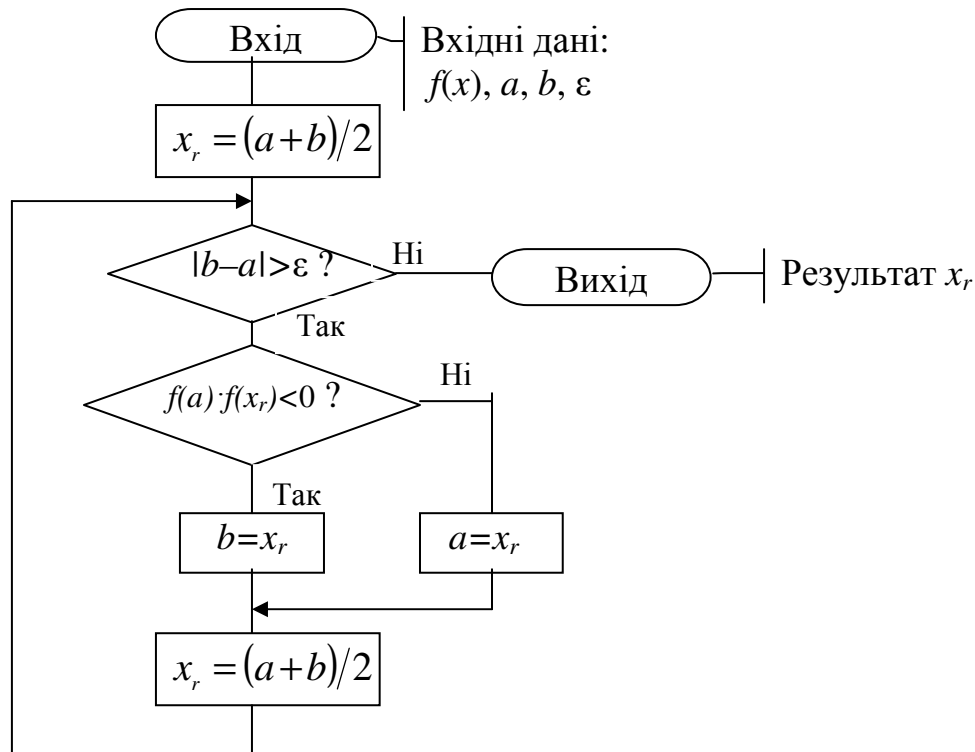 Вхід
Вхідні дані:
f(x), a, b, ε
x_r = (a+b)/2
|b–a|>ε ?
Ні
Вихід
Результат x_r
Так
f(a)·f(x_r)<0 ?
Ні
Так
b=x_r
a=x_r
x_r = (a+b)/2